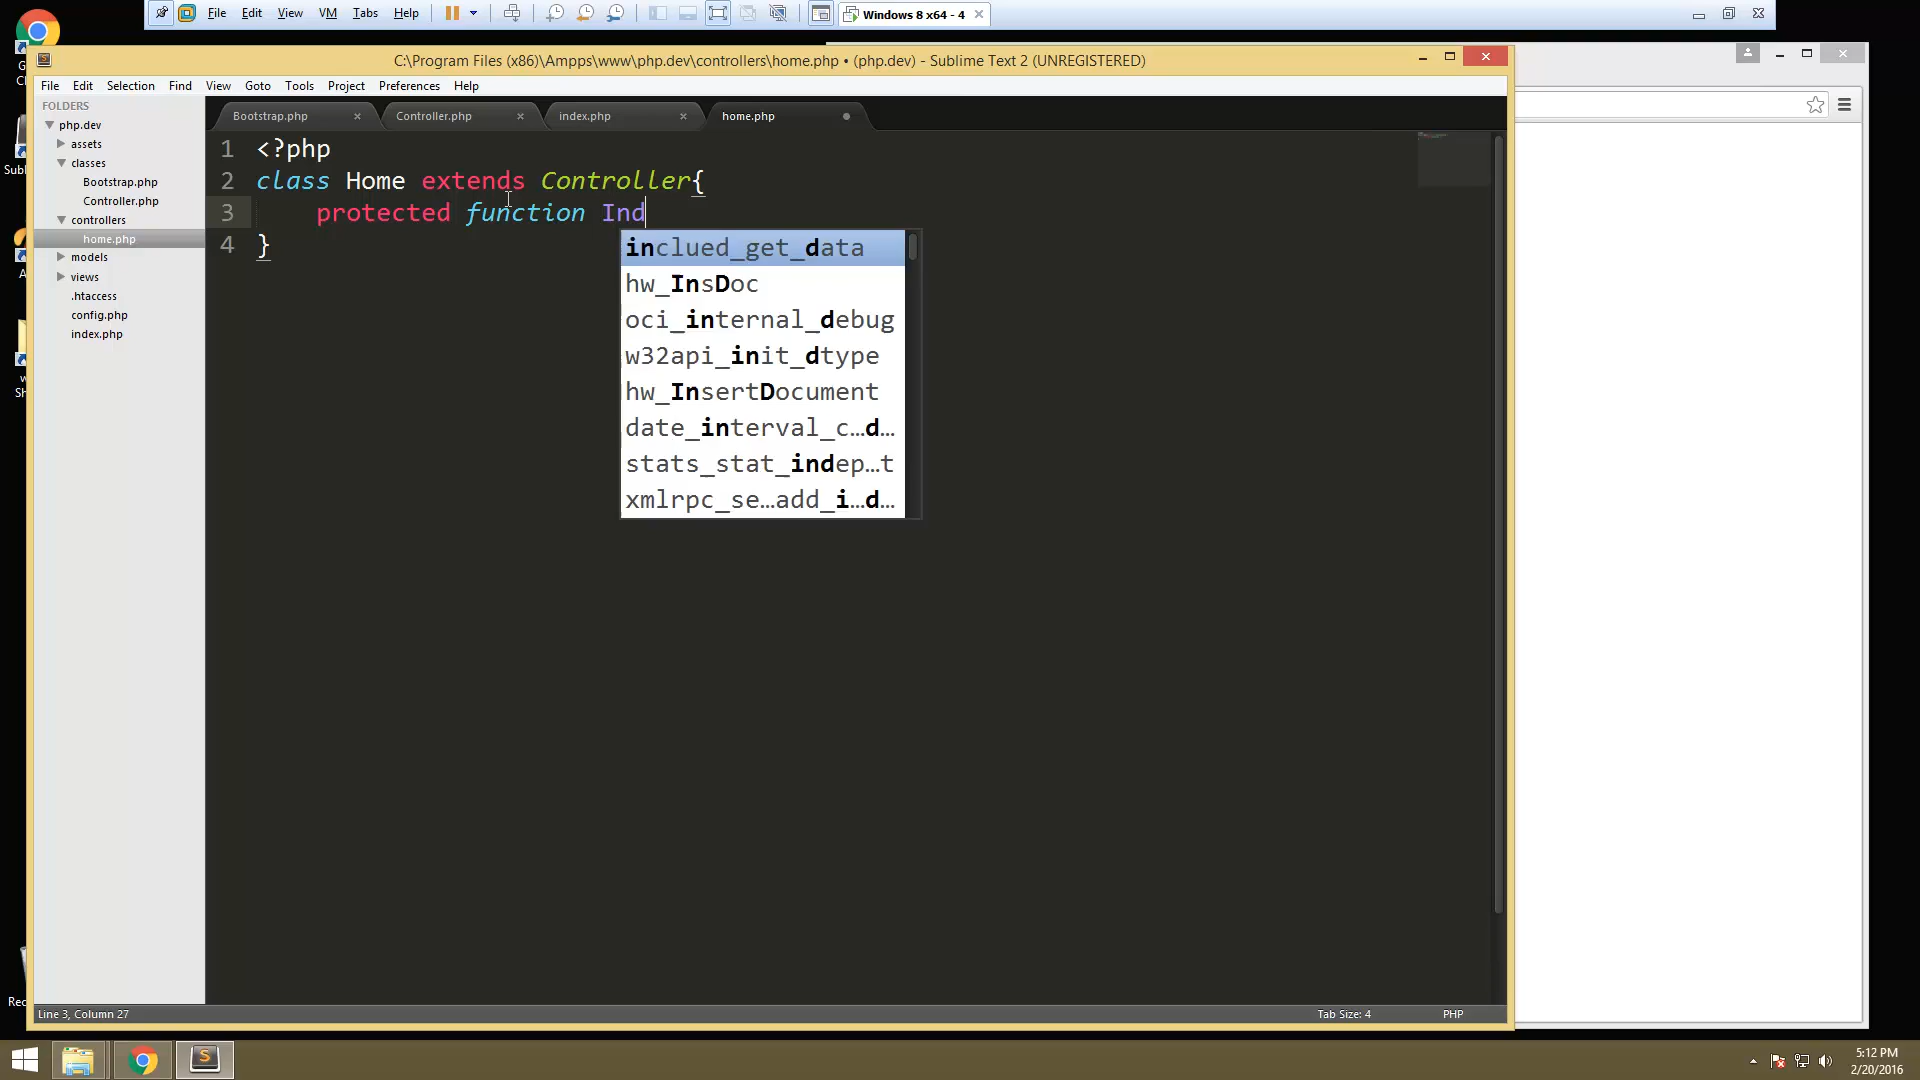 File Edit View VM Tabs Help
Windows 8 x64 - 4
C:\Program Files (x86)\Ampps\www\php.dev\controllers\home.php • (php.dev) - Sublime Text 2 (UNREGISTERED)
File Edit Selection Find View Goto Tools Project Preferences Help
FOLDERS
php.dev
assets
classes
Bootstrap.php
Controller.php
controllers
home.php
models
views
.htaccess
config.php
index.php
Bootstrap.php Controller.php index.php home.php
1 <?php
2 class Home extends Controller{
3 protected function Ind
4 }
inclued_get_data
hw_InsDoc
oci_internal_debug
w32api_init_dtype
hw_InsertDocument
date_interval_c…d…
stats_stat_indep…t
xmlrpc_se…add_i…d…
Line 3, Column 27
Tab Size: 4
PHP
5:12 PM
2/20/2016